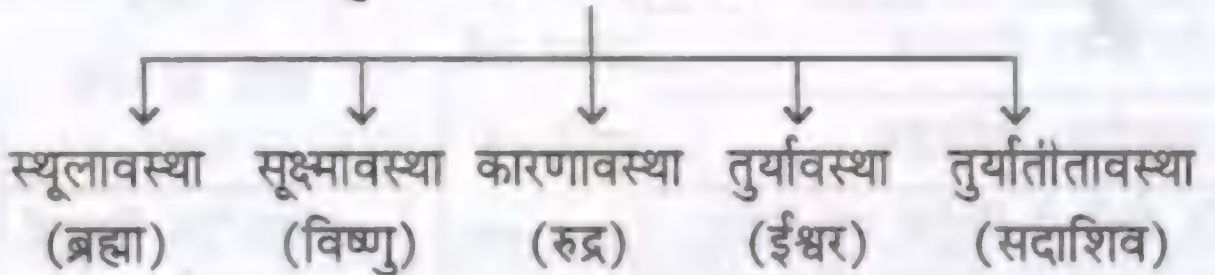 स्थूलावस्था सूक्ष्मावस्था कारणावस्था तुर्यावस्था तुर्यातीतावस्था
(ब्रह्मा) (विष्णु) (रुद्र) (ईश्वर) (सदाशिव)